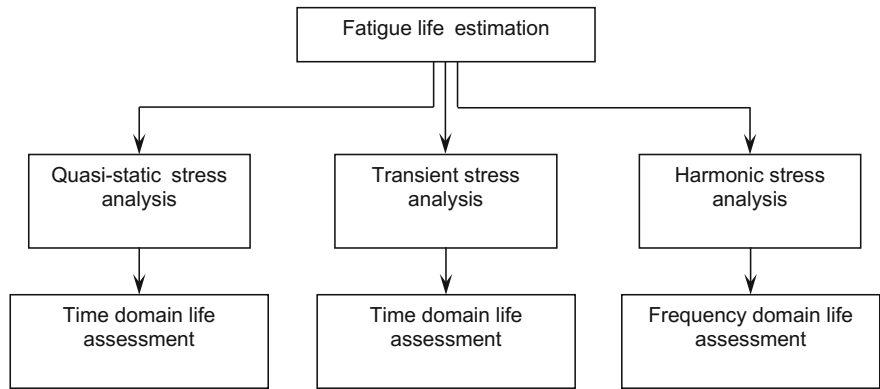 Fatigue life estimation
Quasi-static stress
analysis
Transient stress
analysis
Harmonic stress
analysis
Time domain life
assessment
Time domain life
assessment
Frequency domain life
assessment